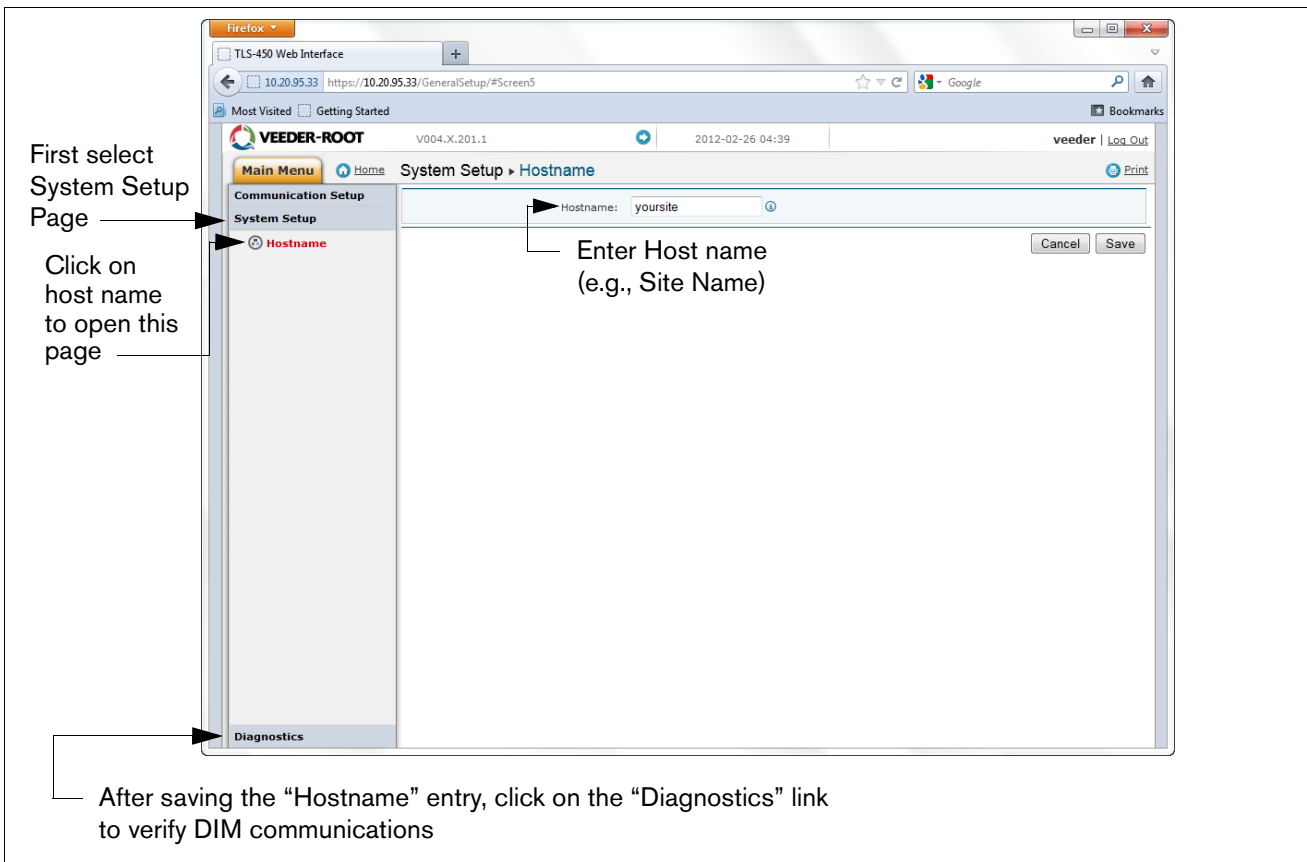 Firefox
TLS-450 Web Interface
+
10.20.95.33 https://10.20.95.33/GeneralSetup/#Screen5
Google
Most Visited Getting Started
Bookmarks
VEEDER-ROOT V004.X.201.1 2012-02-26 04:39 veeder | Log Out
Main Menu Home System Setup ▸ Hostname Print
Communication Setup
System Setup
Hostname
Hostname: yoursite
Cancel Save
Diagnostics
First select
System Setup
Page
Click on
host name
to open this
page
Enter Host name
(e.g., Site Name)
After saving the “Hostname” entry, click on the “Diagnostics” link
to verify DIM communications